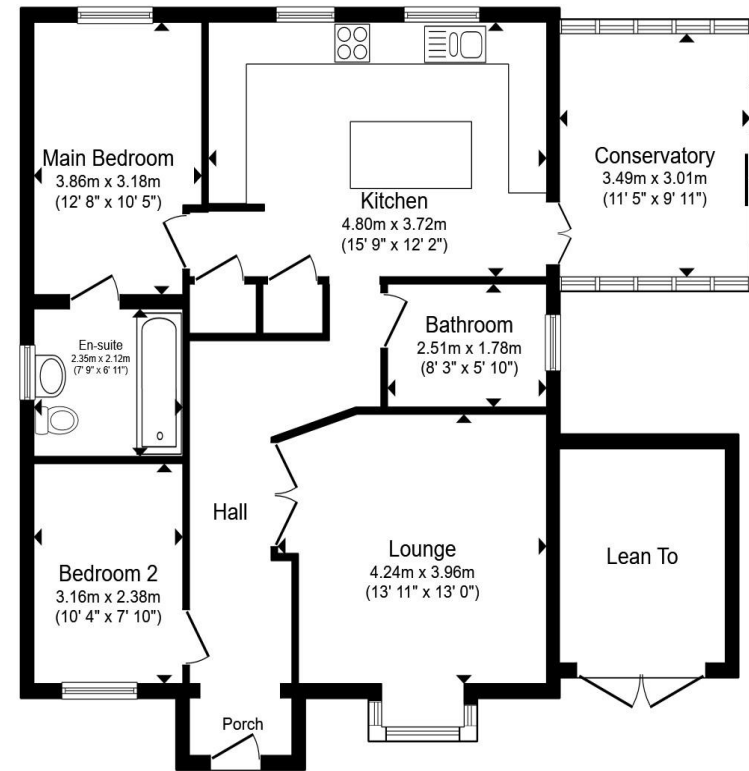 Main Bedroom
3.86m x 3.18m
(12' 8" x 10' 5")
Kitchen
4.80m x 3.72m
(15' 9" x 12' 2")
Conservatory
3.49m x 3.01m
(11' 5" x 9' 11")
En-suite
2.35m x 2.12m
(7' 9" x 6' 11")
Bathroom
2.51m x 1.78m
(8' 3" x 5' 10")
Hall
Bedroom 2
3.16m x 2.38m
(10' 4" x 7' 10")
Lounge
4.24m x 3.96m
(13' 11" x 13' 0")
Lean To
Porch